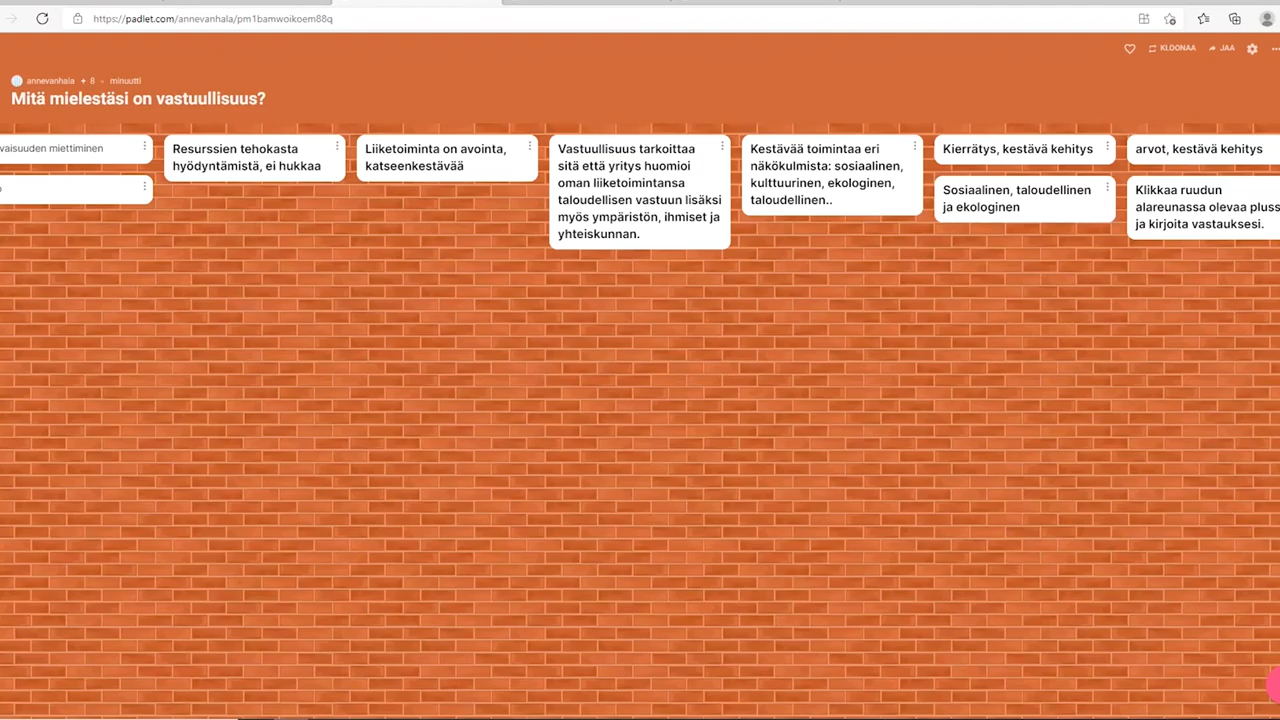 https://padlet.com/annevanhala/pm1bamwoikoem88q
KLOONAA
JAA
annevanhala + 8 • minuutti
Mitä mielestäsi on vastuullisuus?
vaisuuden miettiminen
Resurssien tehokasta
hyödyntämistä, ei hukkaa
Liiketoiminta on avointa,
katseenkestävää
Vastuullisuus tarkoittaa
sitä että yritys huomioi
oman liiketoimintansa
taloudellisen vastuun lisäksi
myös ympäristön, ihmiset ja
yhteiskunnan.
Kestävää toimintaa eri
näkökulmista: sosiaalinen,
kulttuurinen, ekologinen,
taloudellinen..
Kierrätys, kestävä kehitys
Sosiaalinen, taloudellinen
ja ekologinen
arvot, kestävä kehitys
Klikkaa ruudun
alareunassa olevaa pluss
ja kirjoita vastauksesi.